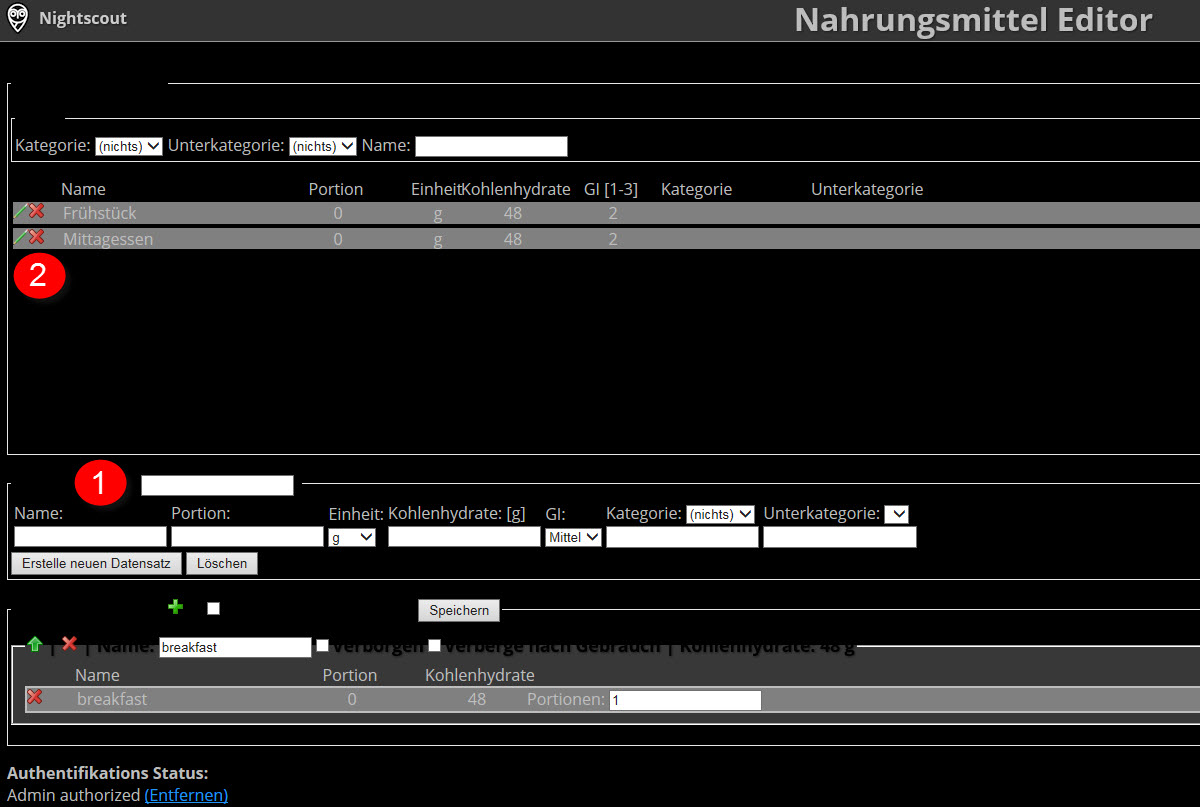 Nightscout
Nahrungsmittel Editor
Kategorie: (nichts) Unterkategorie: (nichts) Name:
Name Portion Einheit Kohlenhydrate GI [1-3] Kategorie Unterkategorie
Frühstück 0 g 48 2
Mittagessen 0 g 48 2
2
1
Name: Portion: Einheit: Kohlenhydrate: [g] GI: Kategorie: (nichts) Unterkategorie:
g Mittel
Erstelle neuen Datensatz Löschen
Speichern
| | Name: breakfast Verborgen Verberge nach Gebrauch | Kohlenhydrate: 48 g
Name Portion Kohlenhydrate
breakfast 0 48 Portionen: 1
Authentifikations Status:
Admin authorized (Entfernen)